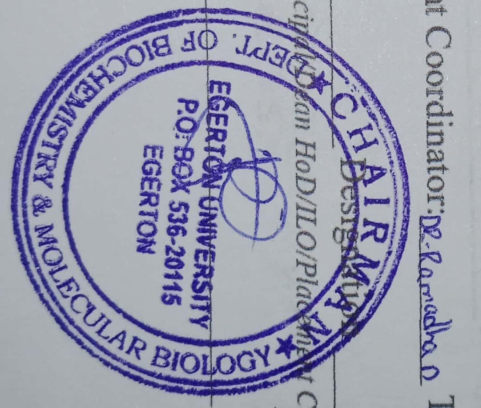 nt Coordinator: Dr. Ramadhan T
Designation
cipal/Dean HoD/ILO/Placement C
★ CHAIRMAN ★
DEPT. OF BIOCHEMISTRY & MOLECULAR BIOLOGY
EGERTON UNIVERSITY
P.O. BOX 536-20115
EGERTON